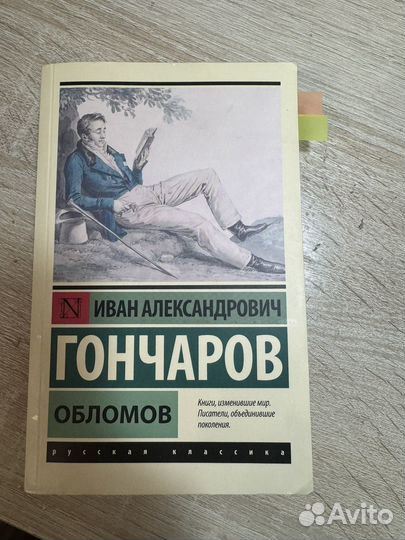 N
ИВАН АЛЕКСАНДРОВИЧ
ГОНЧАРОВ
ОБЛОМОВ
Книги, изменившие мир.
Писатели, объединившие
поколения.
русская классика
Avito